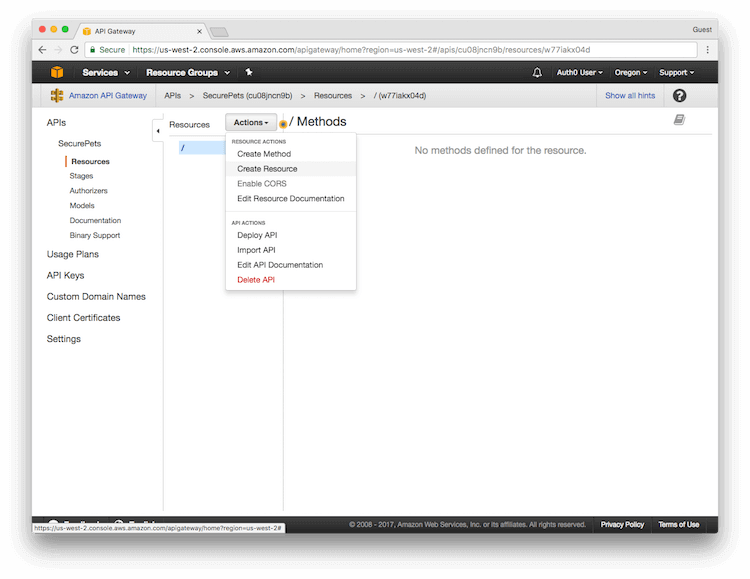 API Gateway
Guest
Secure https://us-west-2.console.aws.amazon.com/apigateway/home?region=us-west-2#/apis/cu08jncn9b/resources/w77iakx04d
Services Resource Groups Auth0 User Oregon Support
Amazon API Gateway APIs > SecurePets (cu08jncn9b) > Resources > / (w77iakx04d) Show all hints ?
APIs
SecurePets
Resources
Stages
Authorizers
Models
Documentation
Binary Support
Usage Plans
API Keys
Custom Domain Names
Client Certificates
Settings
Resources
/
Actions
RESOURCE ACTIONS
Create Method
Create Resource
Enable CORS
Edit Resource Documentation
API ACTIONS
Deploy API
Import API
Edit API Documentation
Delete API
/ Methods
No methods defined for the resource.
https://us-west-2.console.aws.amazon.com/apigateway/home?region=us-west-2#
© 2008 - 2017, Amazon Web Services, Inc. or its affiliates. All rights reserved. Privacy Policy Terms of Use